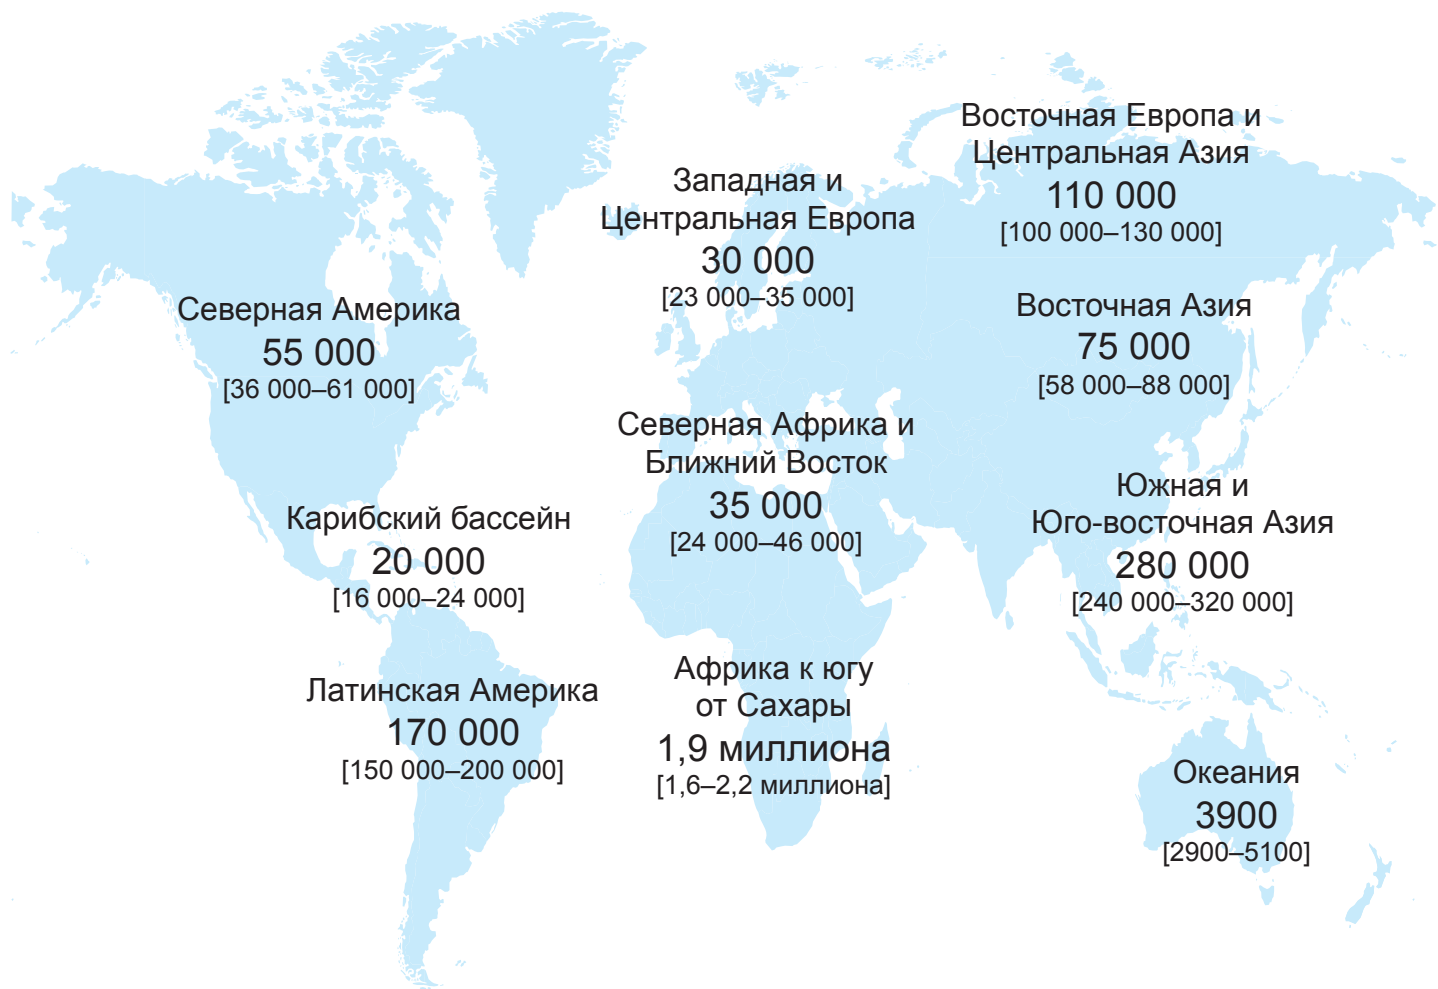 Восточная Европа и
Центральная Азия
110 000
[100 000–130 000]
Западная и
Центральная Европа
30 000
[23 000–35 000]
Северная Америка
55 000
[36 000–61 000]
Восточная Азия
75 000
[58 000–88 000]
Северная Африка и
Ближний Восток
35 000
[24 000–46 000]
Южная и
Юго-восточная Азия
280 000
[240 000–320 000]
Карибский бассейн
20 000
[16 000–24 000]
Латинская Америка
170 000
[150 000–200 000]
Африка к югу
от Сахары
1,9 миллиона
[1,6–2,2 миллиона]
Океания
3900
[2900–5100]